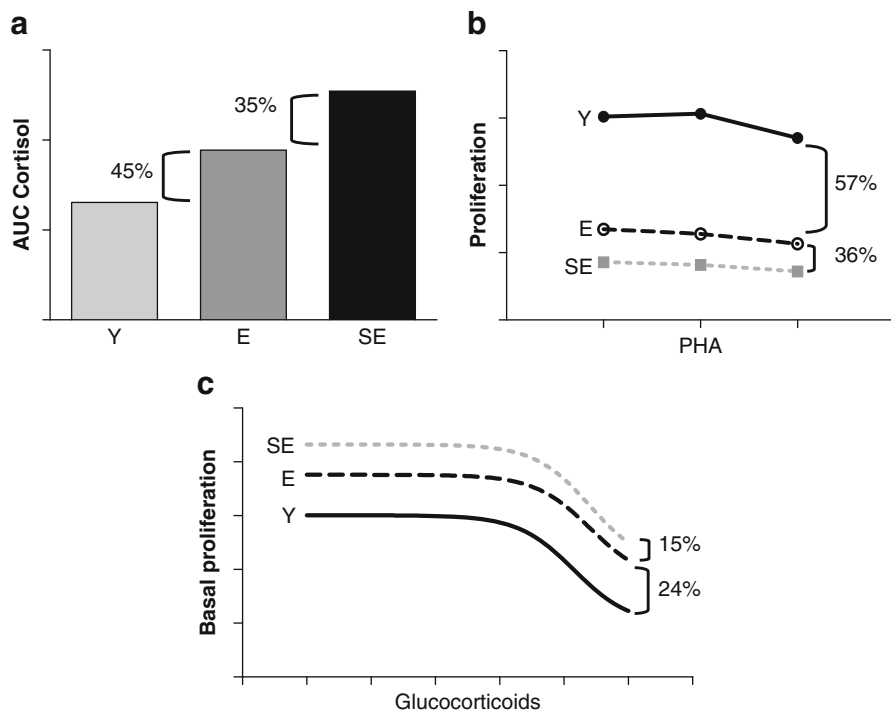 a
AUC Cortisol
45%
35%
Y
E
SE
b
Proliferation
Y
E
SE
57%
36%
PHA
c
Basal proliferation
SE
E
Y
15%
24%
Glucocorticoids